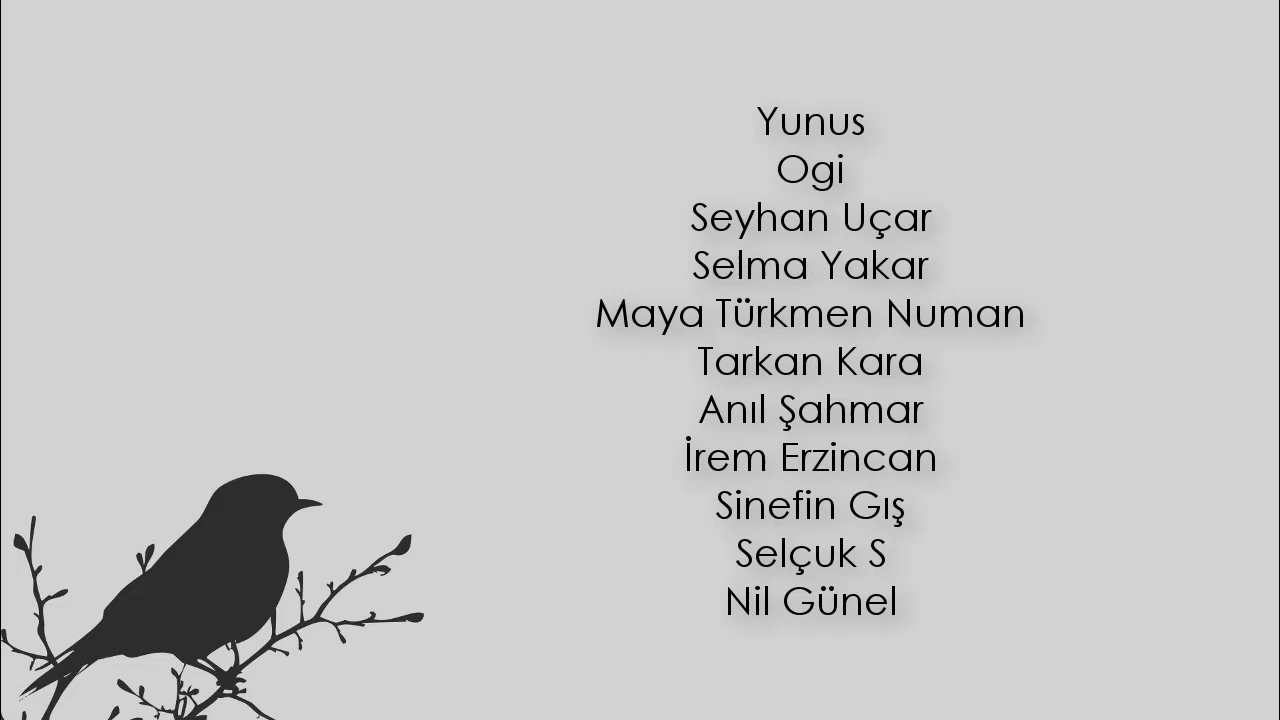 Yunus
Ogi
Seyhan Uçar
Selma Yakar
Maya Türkmen Numan
Tarkan Kara
Anıl Şahmar
İrem Erzincan
Sinefin Gış
Selçuk S
Nil Günel